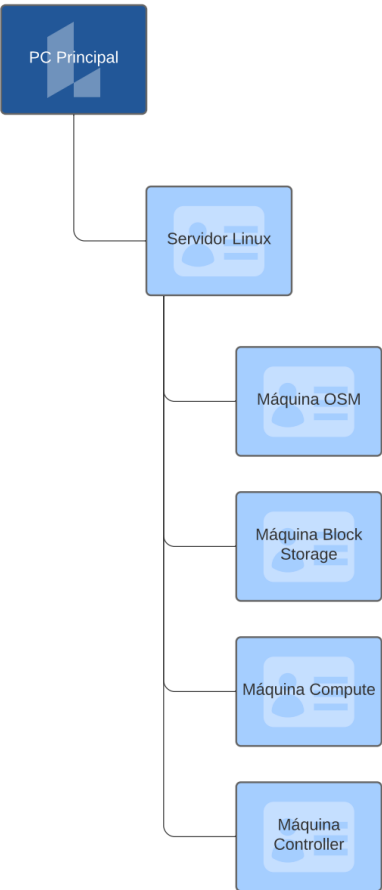 PC Principal
Servidor Linux
Máquina OSM
Máquina Block
Storage
Máquina Compute
Máquina
Controller